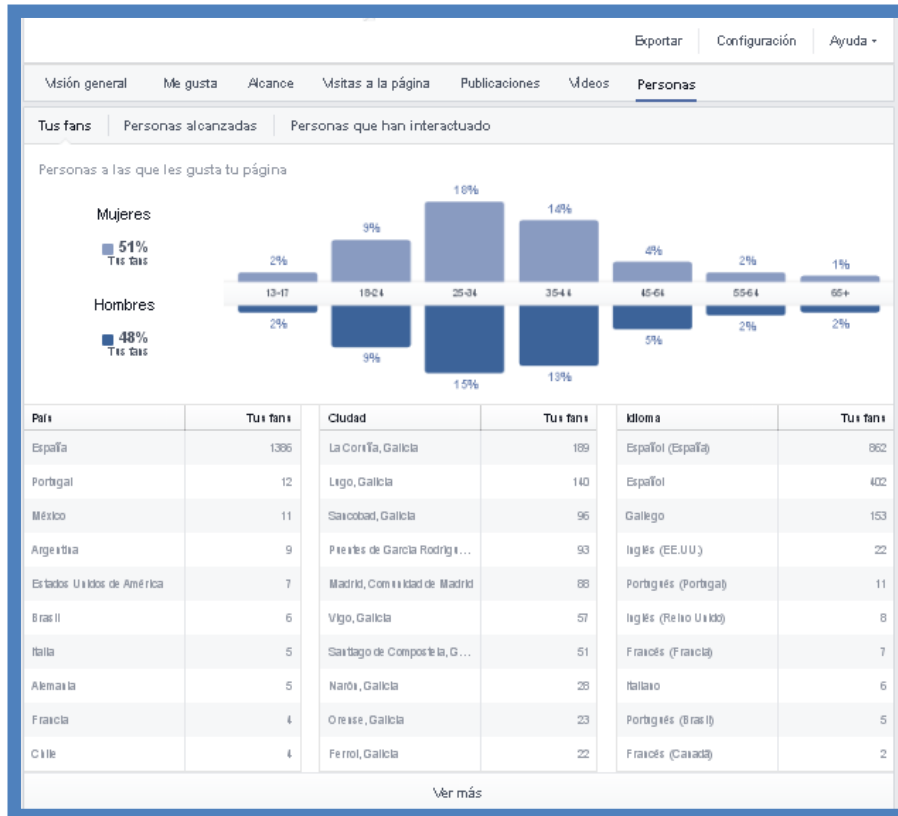 Exportar Configuración Ayuda
Visión general Me gusta Alcance Visitas a la página Publicaciones Vídeos Personas
Tus fans Personas alcanzadas Personas que han interactuado
Personas a las que les gusta tu página
Mujeres
51%
Tus fans
Hombres
48%
Tus fans
2% 9% 18% 14% 4% 2% 1%
13-17 18-24 25-34 35-44 45-54 55-64 65+
2% 9% 15% 13% 5% 2% 2%
País Tus fans Ciudad Tus fans Idioma Tus fans
España 1386 La Coruña, Galicia 189 Español (España) 862
Portugal 12 Lugo, Galicia 140 Español 402
México 11 Sancobad, Galicia 96 Gallego 153
Argentina 9 Puentes de García Rodrigu... 93 Inglés (EE.UU.) 22
Estados Unidos de América 7 Madrid, Comunidad de Madrid 88 Portugués (Portugal) 11
Brasil 6 Vigo, Galicia 57 Inglés (Reino Unido) 8
Italia 5 Santiago de Compostela, G... 51 Francés (Francia) 7
Alemania 5 Narón, Galicia 28 Italiano 6
Francia 4 Orense, Galicia 23 Portugués (Brasil) 5
Chile 4 Ferrol, Galicia 22 Francés (Canadá) 2
Ver más